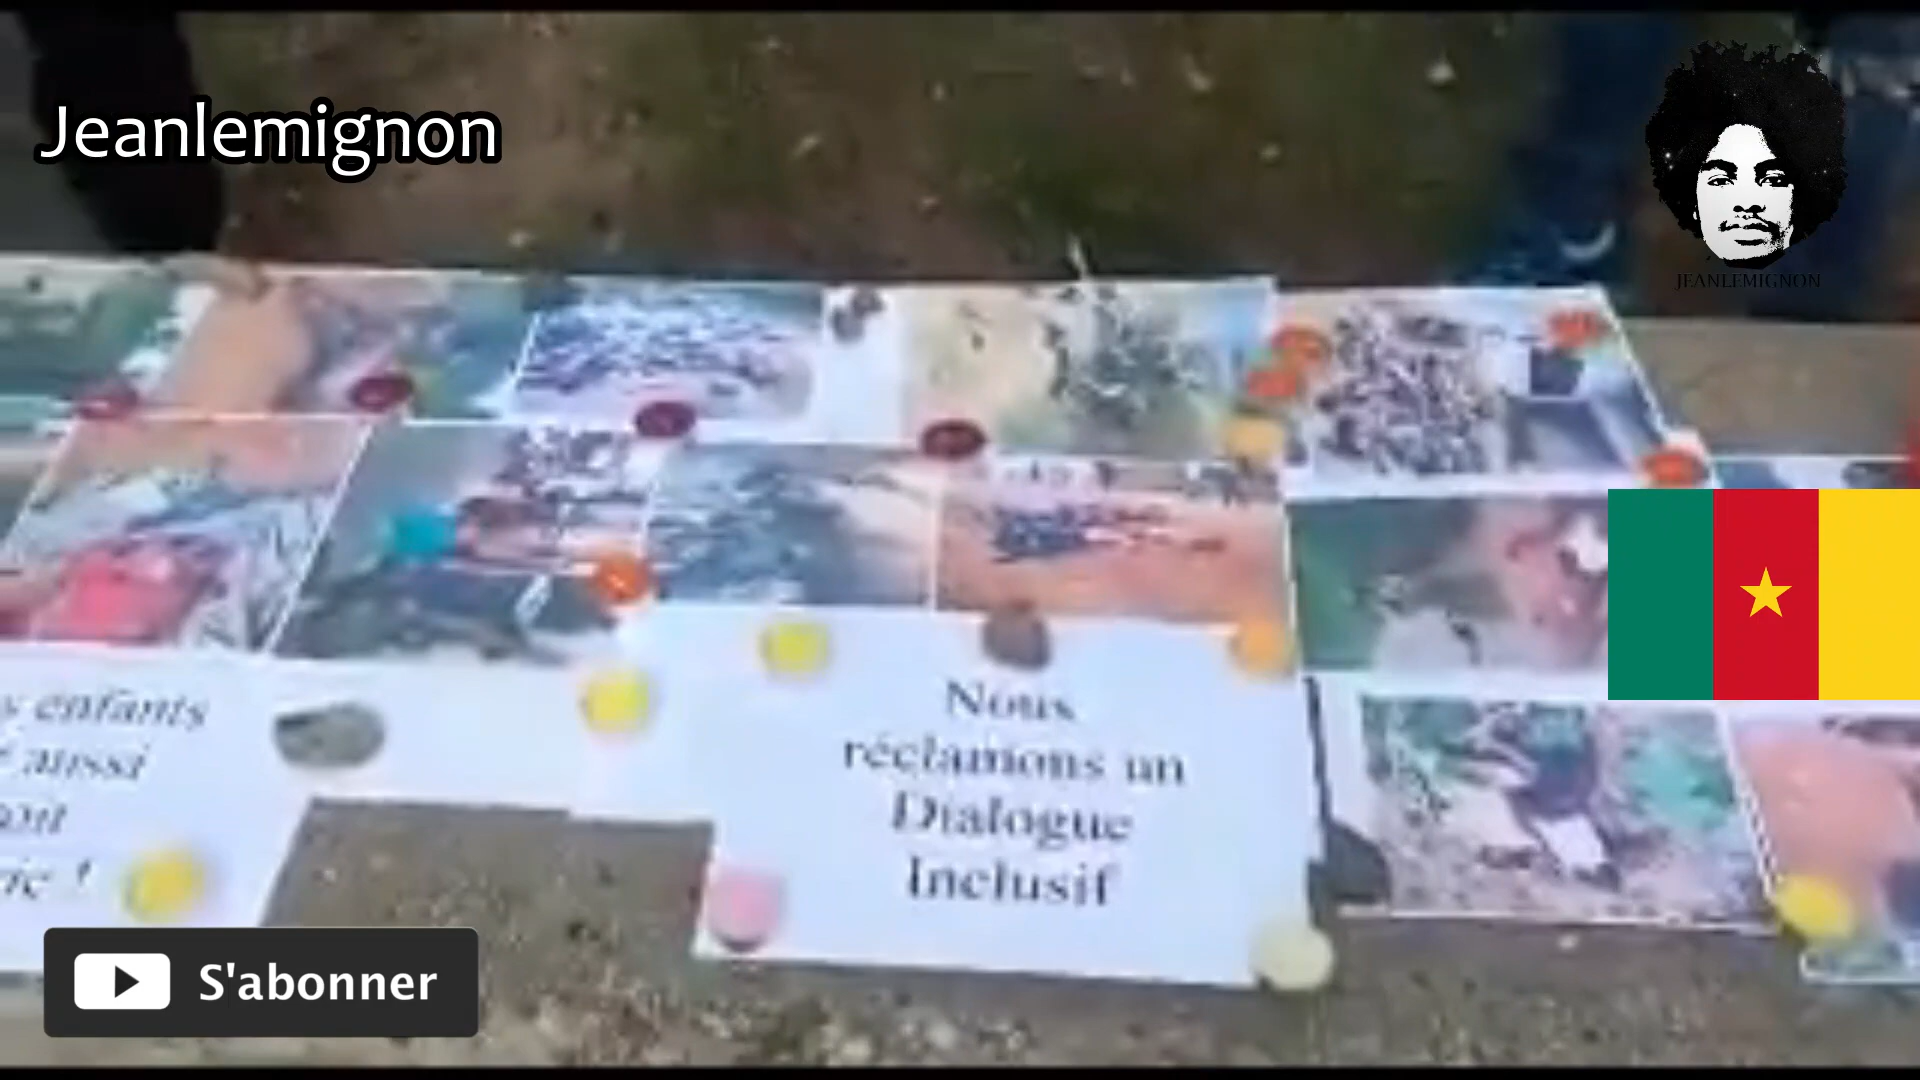 Jeanlemignon
JEANLEMIGNON
enfants
aussi
Nous
réclamons un
Dialogue
Inclusif
S'abonner